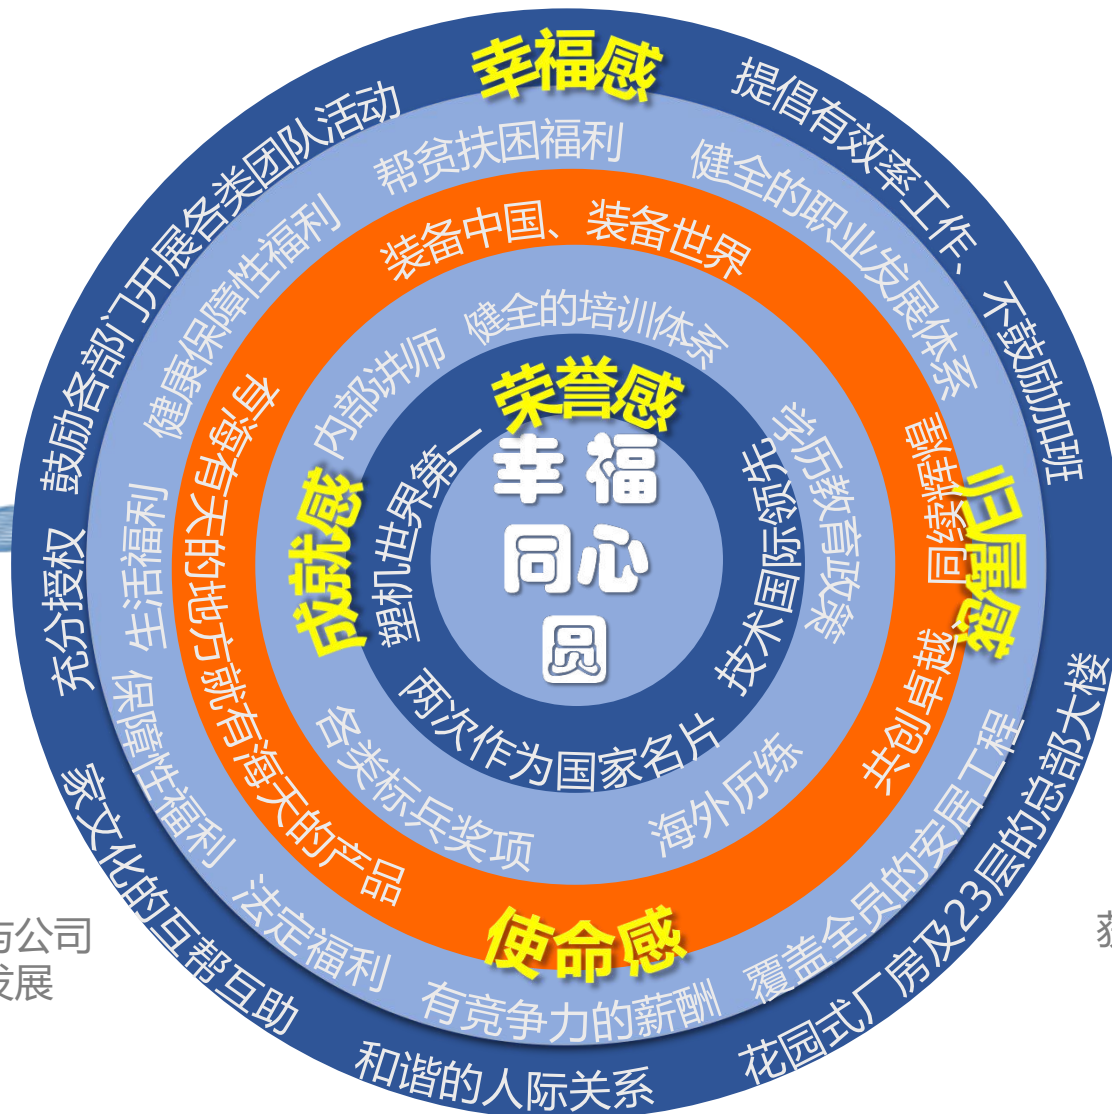 幸福感
提倡有效率工作、不鼓励加班
花园式厂房及23层的总部大楼
和谐的人际关系
家文化的互帮互助
充分授权
鼓励各部门开展各类团队活动
归属感
帮贫扶困福利
健全的职业发展体系
覆盖全员的安居工程
有竞争力的薪酬
法定福利
保障性福利
生活福利
健康保障性福利
使命感
装备中国、装备世界
同续辉煌
共创卓越
有海有天的地方就有海天的产品
成就感
健全的培训体系
学历教育政策
海外历练
各类标兵奖项
内部讲师
荣誉感
技术国际领先
两次作为国家名片
塑机世界第一
幸福
同心
圆
公司
展